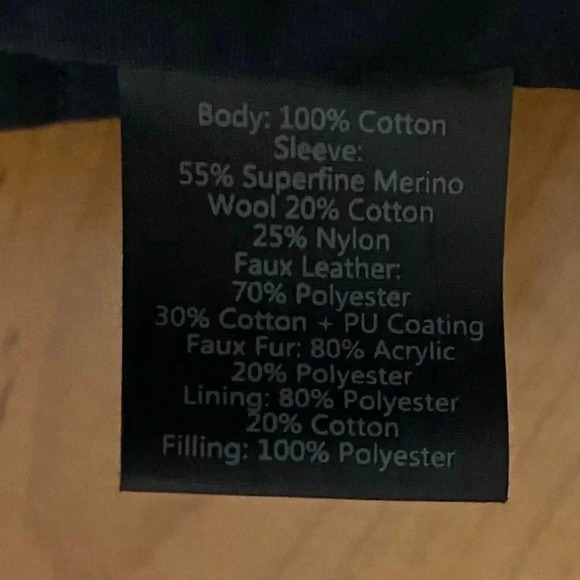 Body: 100% Cotton
Sleeve:
55% Superfine Merino
Wool 20% Cotton
25% Nylon
Faux Leather:
70% Polyester
30% Cotton + PU Coating
Faux Fur: 80% Acrylic
20% Polyester
Lining: 80% Polyester
20% Cotton
Filling: 100% Polyester